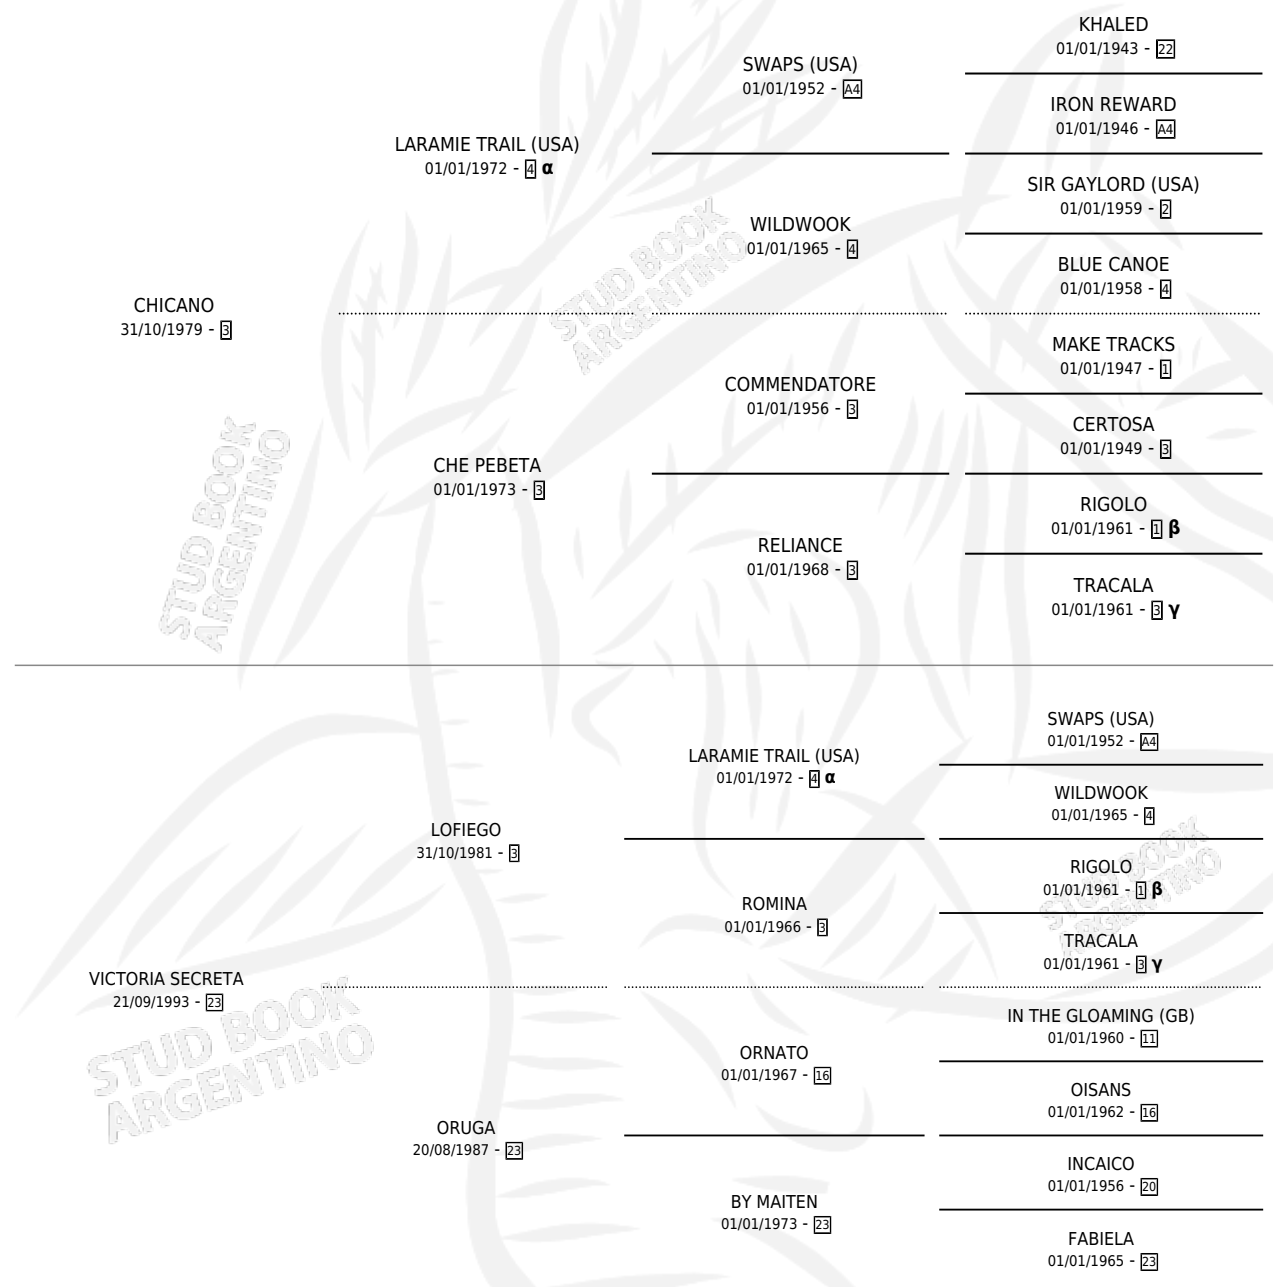 KHALED
01/01/1943 - 22
SWAPS (USA)
01/01/1952 - A4
IRON REWARD
01/01/1946 - A4
LARAMIE TRAIL (USA)
01/01/1972 - 4 α
SIR GAYLORD (USA)
01/01/1959 - 2
WILDWOOK
01/01/1965 - 4
BLUE CANOE
01/01/1958 - 4
CHICANO
31/10/1979 - 3
MAKE TRACKS
01/01/1947 - 1
COMMENDATORE
01/01/1956 - 3
CERTOSA
01/01/1949 - 3
CHE PEBETA
01/01/1973 - 3
RIGOLO
01/01/1961 - 1 β
RELIANCE
01/01/1968 - 3
TRACALA
01/01/1961 - 3 γ
STUD BOOK
ARGENTINO
STUD BOOK
ARGENTINO
SWAPS (USA)
01/01/1952 - A4
LARAMIE TRAIL (USA)
01/01/1972 - 4 α
WILDWOOK
01/01/1965 - 4
LOFIEGO
31/10/1981 - 3
RIGOLO
01/01/1961 - 1 β
ROMINA
01/01/1966 - 3
TRACALA
01/01/1961 - 3 γ
VICTORIA SECRETA
21/09/1993 - 23
IN THE GLOAMING (GB)
01/01/1960 - 11
ORNATO
01/01/1967 - 16
OISANS
01/01/1962 - 16
ORUGA
20/08/1987 - 23
INCAICO
01/01/1956 - 20
BY MAITEN
01/01/1973 - 23
FABIELA
01/01/1965 - 23
STUD BOOK
ARGENTINO
STUD BOOK
ARGENTINO